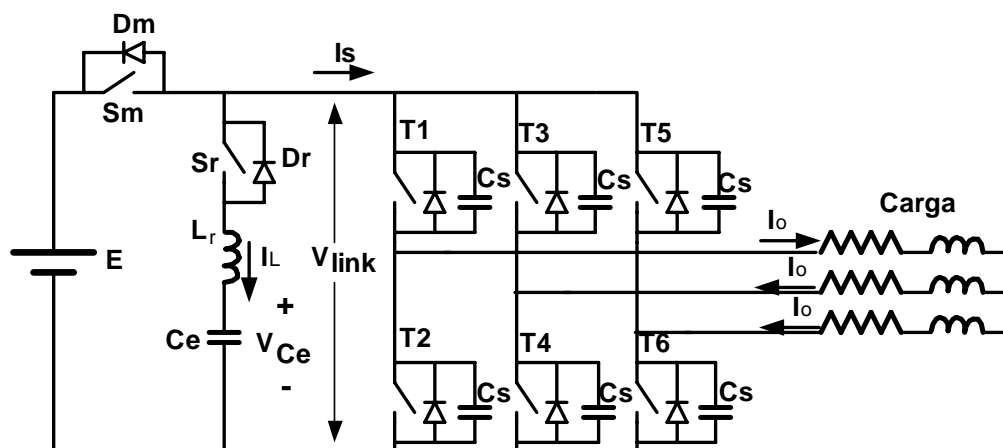 Dm
Is
Sm
T1
T3
T5
Sr
Dr
Cs
Cs
Cs
Carga
Io
Lr
IL
E
Vlink
Io
+
Io
Ce
VCe
-
T2
T4
T6
Cs
Cs
Cs